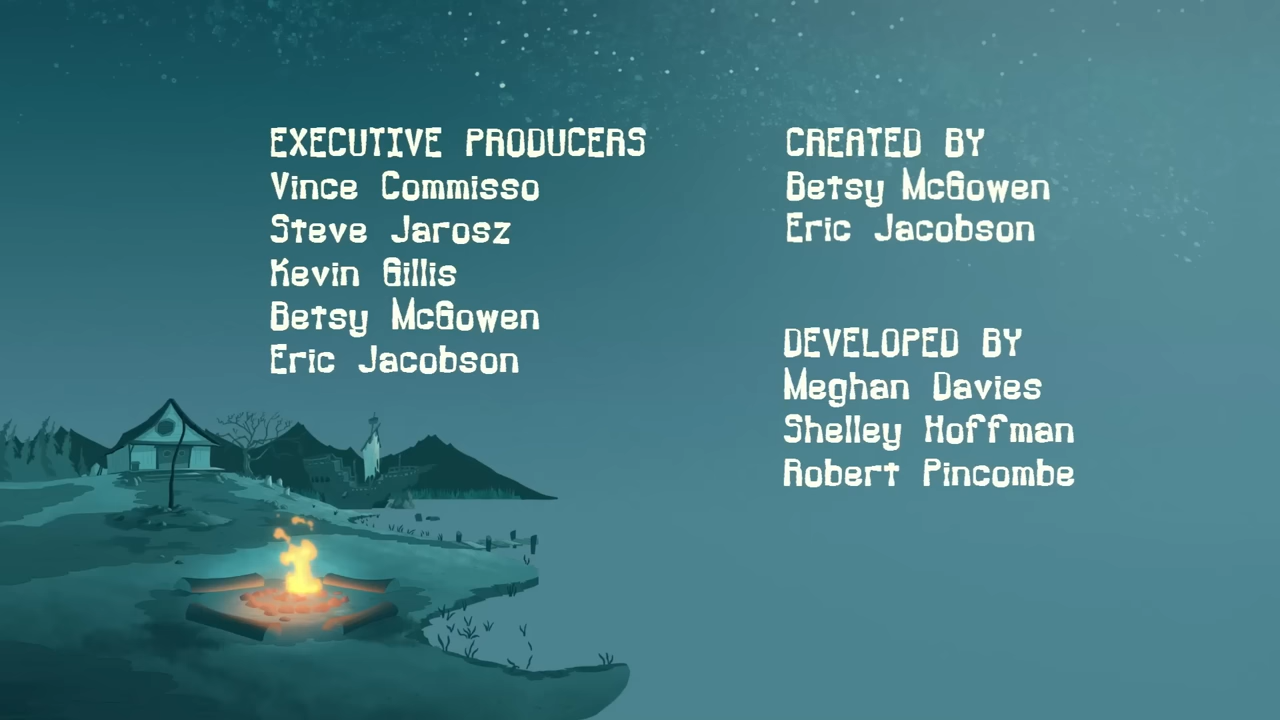 EXECUTIVE PRODUCERS
Vince Commisso
Steve Jarosz
Kevin Gillis
Betsy McGowen
Eric Jacobson
CREATED BY
Betsy McGowen
Eric Jacobson
DEVELOPED BY
Meghan Davies
Shelley Hoffman
Robert Pincombe